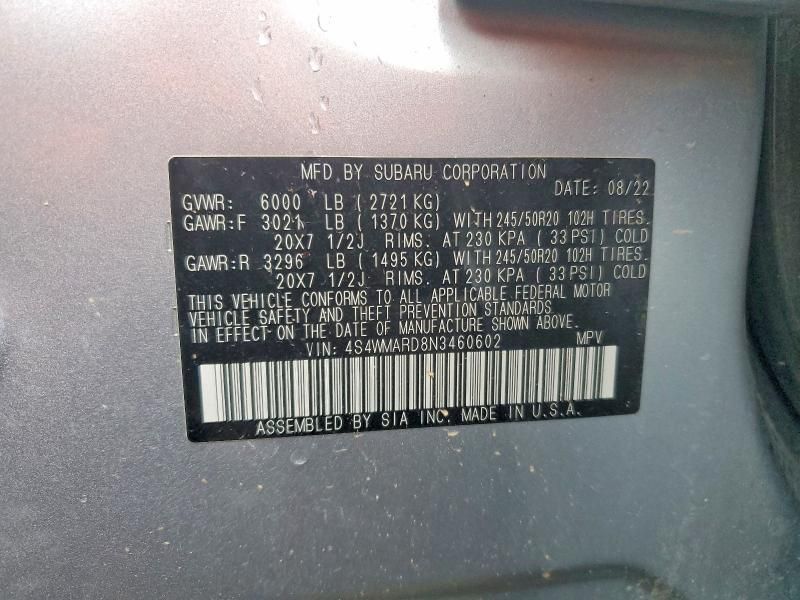 MFD BY SUBARU CORPORATION
DATE: 08/22
GVWR: 6000 LB ( 2721 KG)
GAWR:F 3021 LB ( 1370 KG) WITH 245/50R20 102H TIRES.
20X7 1/2J RIMS. AT 230 KPA ( 33 PSI) COLD
GAWR:R 3296 LB ( 1495 KG) WITH 245/50R20 102H TIRES.
20X7 1/2J RIMS. AT 230 KPA ( 33 PSI) COLD
THIS VEHICLE CONFORMS TO ALL APPLICABLE FEDERAL MOTOR
VEHICLE SAFETY AND THEFT PREVENTION STANDARDS
IN EFFECT ON THE DATE OF MANUFACTURE SHOWN ABOVE.
VIN: 4S4WMARD8N3460602 MPV
ASSEMBLED BY SIA INC. MADE IN U.S.A.